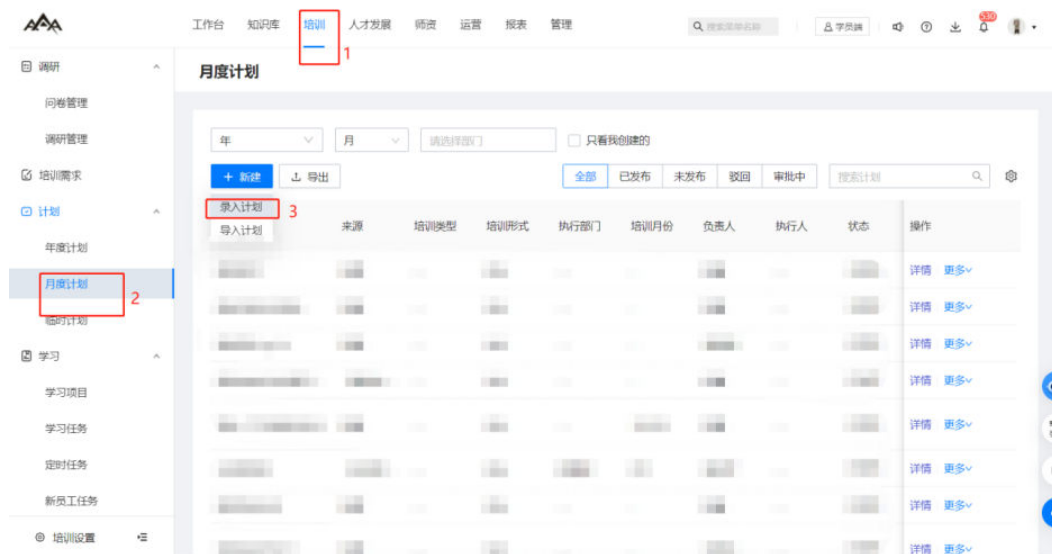 工作台 知识库 培训 人才发展 师资 运营 报表 管理 搜索菜单名称 学员端 530
1
调研
月度计划
问卷管理
调研管理
年 月 请选择部门 只看我创建的
培训需求
+ 新建 导出 全部 已发布 未发布 驳回 审批中 搜索计划
计划
录入计划 3
导入计划
来源 培训类型 培训形式 执行部门 培训月份 负责人 执行人 状态 操作
年度计划
月度计划 2
详情 更多
临时计划
详情 更多
学习
详情 更多
学习项目
详情 更多
学习任务
详情 更多
定时任务
详情 更多
新员工任务
详情 更多
培训设置
详情 更多